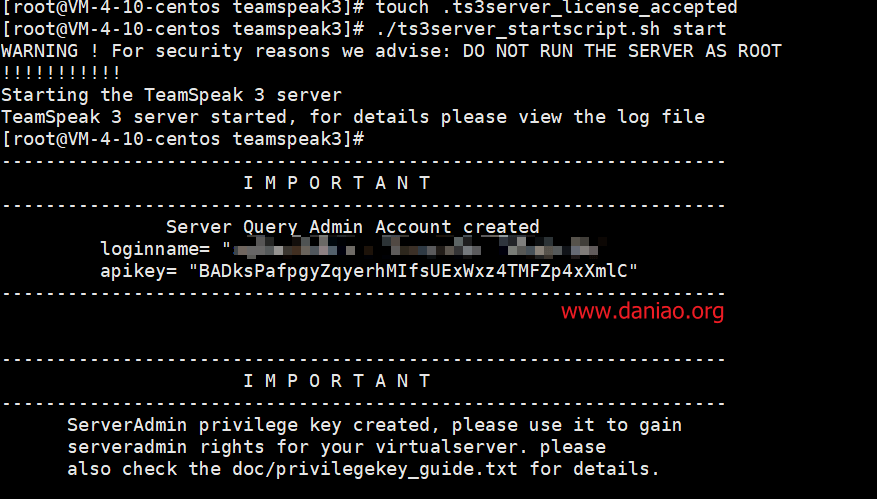 [root@VM-4-10-centos teamspeak3]# touch .ts3server_license_accepted
[root@VM-4-10-centos teamspeak3]# ./ts3server_startscript.sh start
WARNING ! For security reasons we advise: DO NOT RUN THE SERVER AS ROOT
!!!!!!!!!!!
Starting the TeamSpeak 3 server
TeamSpeak 3 server started, for details please view the log file
[root@VM-4-10-centos teamspeak3]#
------------------------------------------------------------------
I M P O R T A N T
------------------------------------------------------------------
Server Query Admin Account created
loginname= "
apikey= "BADksPafpgyZqyerhMIfsUExWxz4TMFZp4xXmlC"
------------------------------------------------------------------
www.daniao.org
------------------------------------------------------------------
I M P O R T A N T
------------------------------------------------------------------
ServerAdmin privilege key created, please use it to gain
serveradmin rights for your virtualserver. please
also check the doc/privilegekey_guide.txt for details.